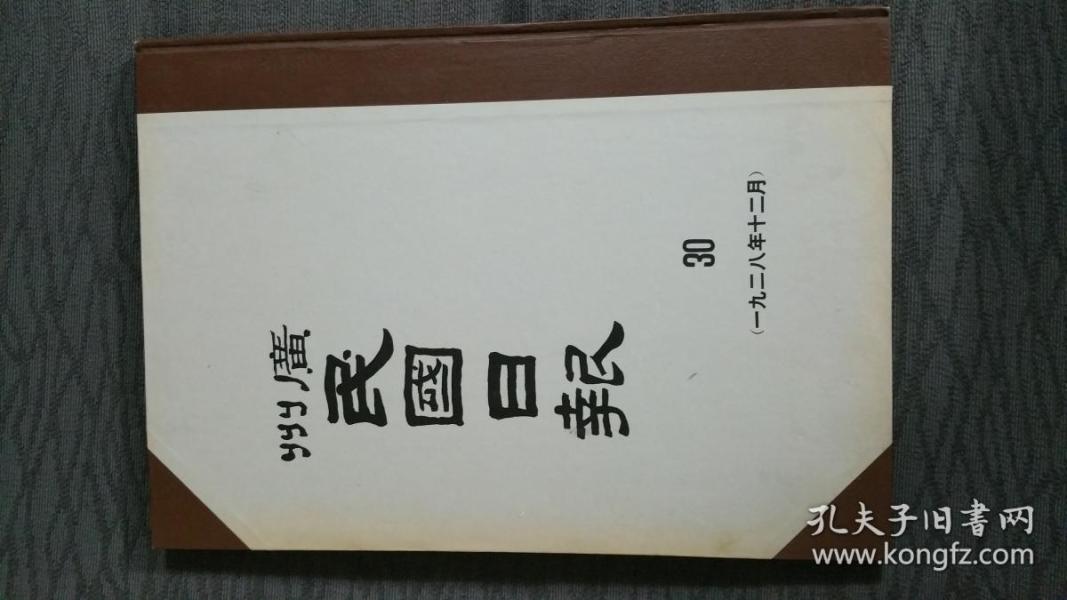 廣州
民國日報
30
(一九二八年十二月)
孔夫子旧書网
www.kongfz.com